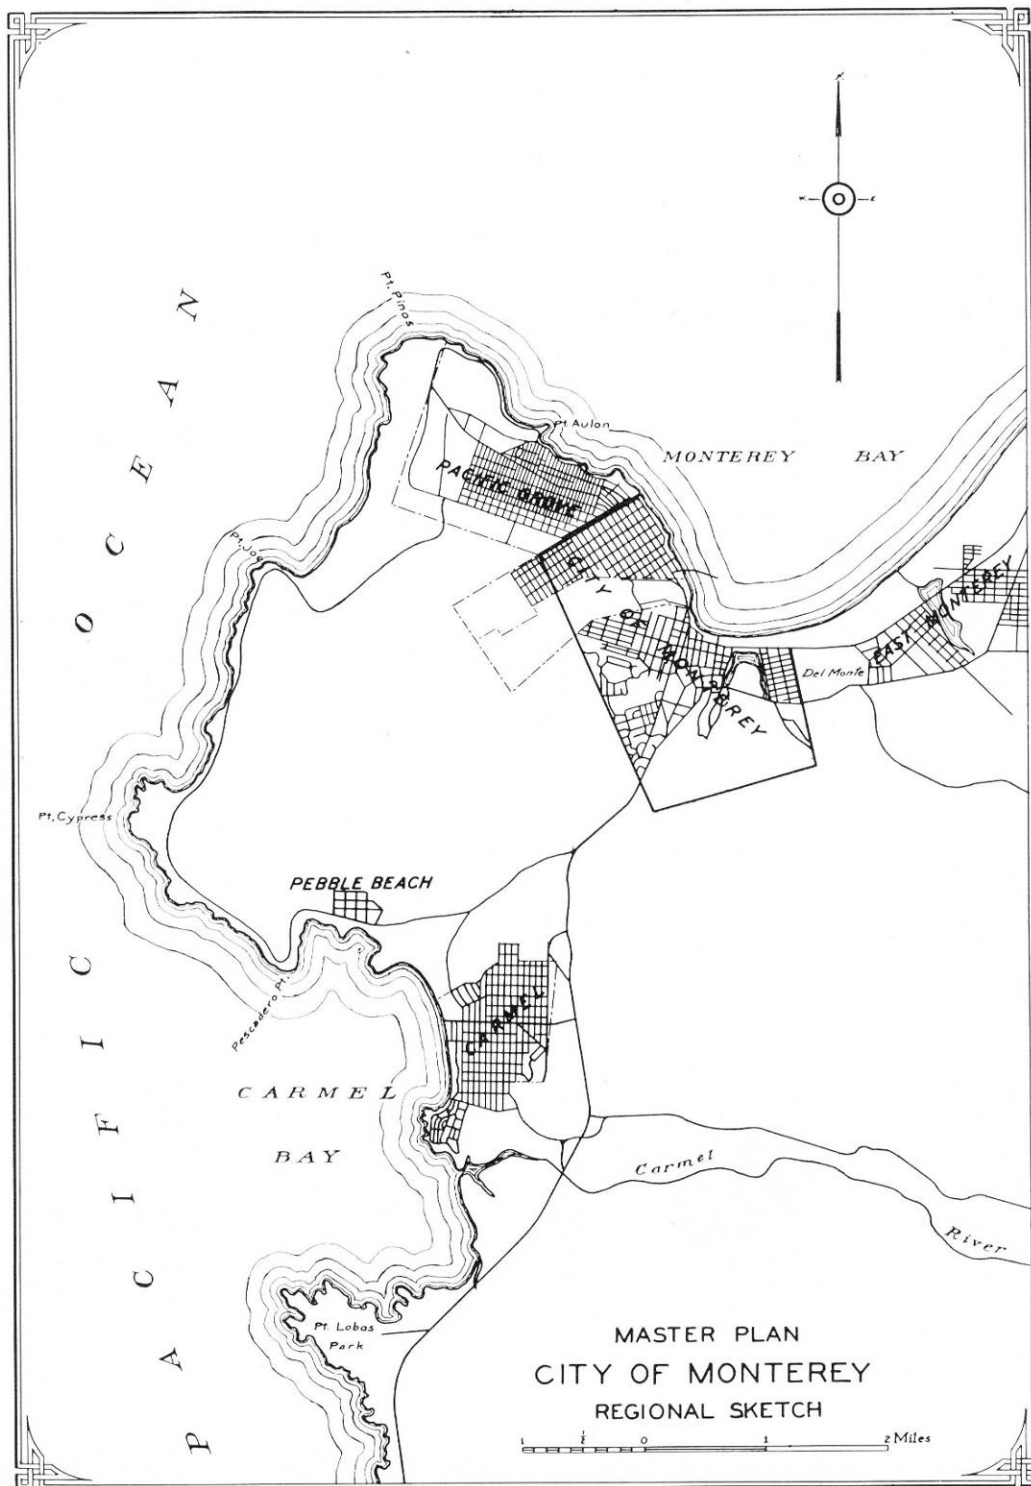 N.
W.
E
Pt. Pinos
Pt. Aulon
MONTEREY BAY
PACIFIC GROVE
Pt. Joe
CITY OF MONTEREY
EAST MONTEREY
Del Monte
Pt. Cypress
PEBBLE BEACH
Pescadero Pt.
CARMEL
CARMEL
BAY
Carmel
River
PACIFIC OCEAN
Pt. Lobos
Park
MASTER PLAN
CITY OF MONTEREY
REGIONAL SKETCH
1 ½ 0 1 2 Miles